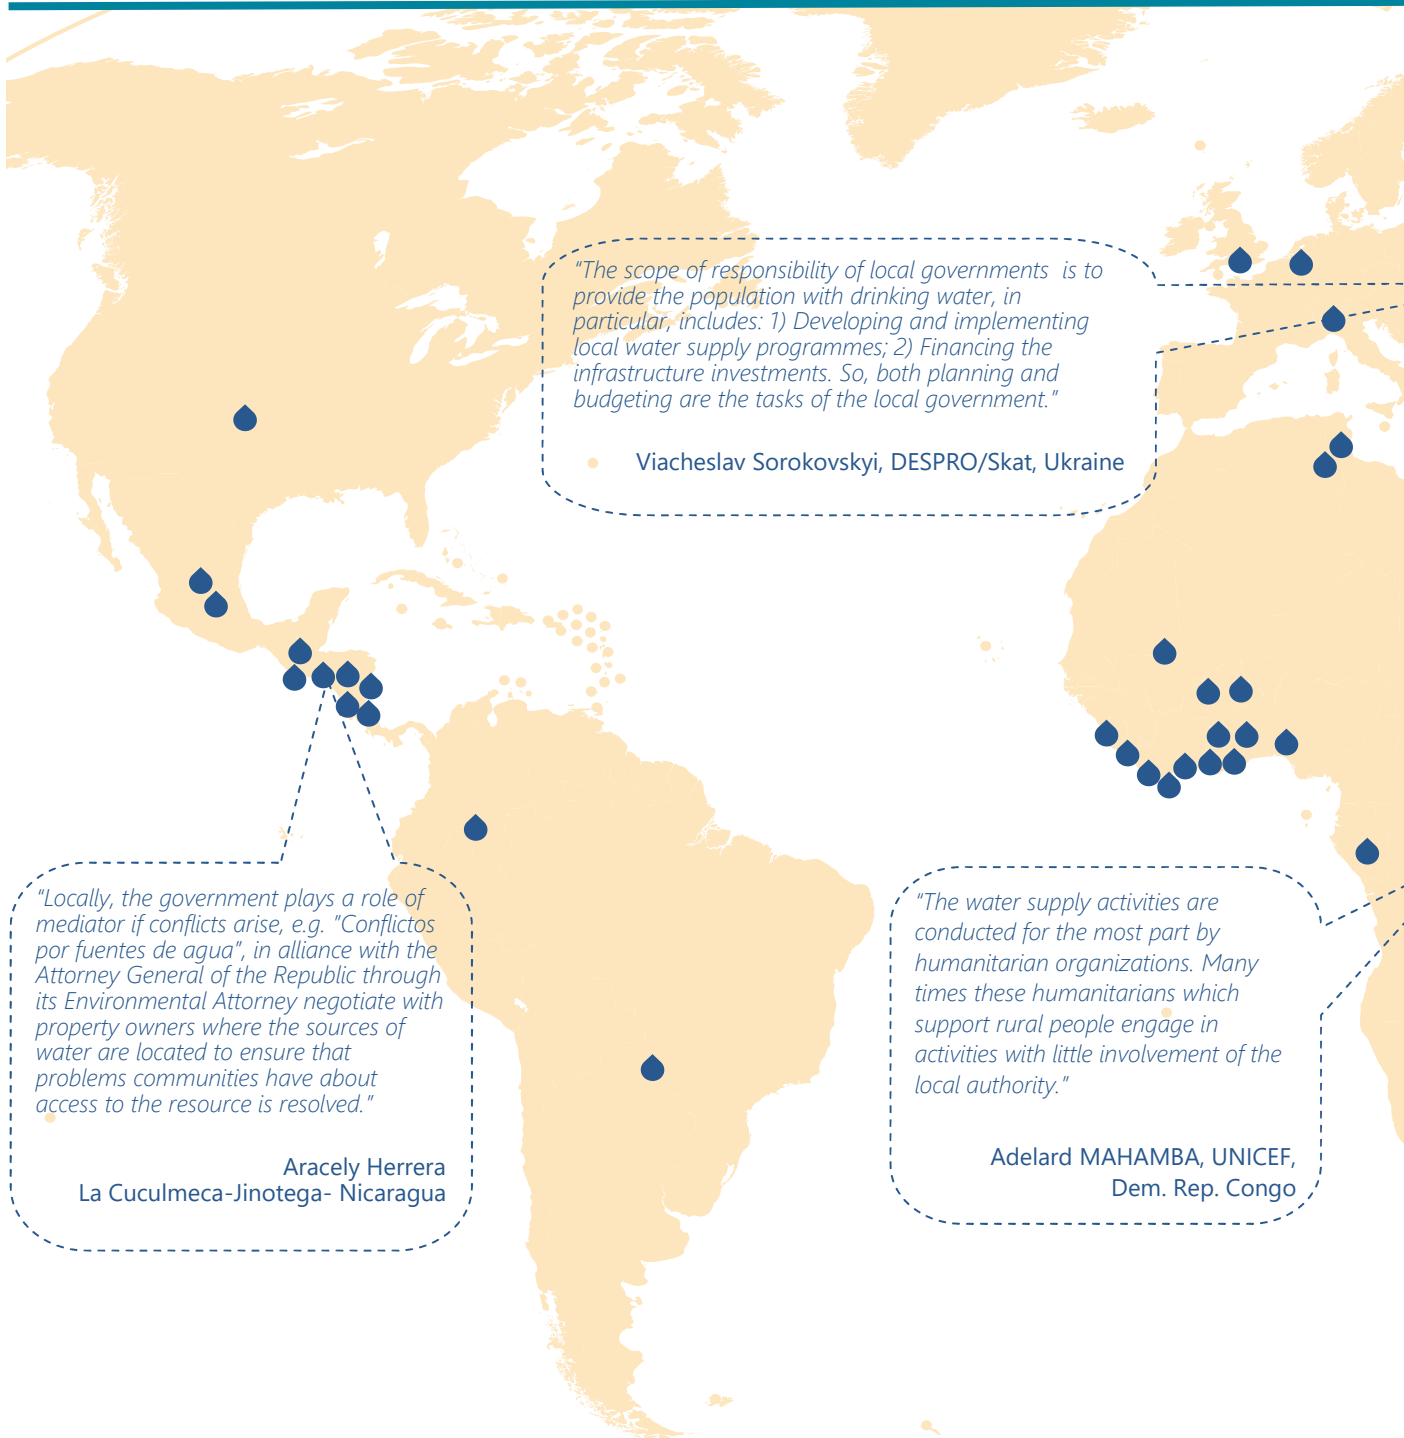 "The scope of responsibility of local governments  is to
provide the population with drinking water, in
particular, includes: 1) Developing and implementing
local water supply programmes; 2) Financing the
infrastructure investments. So, both planning and
budgeting are the tasks of the local government."
Viacheslav Sorokovskyi, DESPRO/Skat, Ukraine
"Locally, the government plays a role of
mediator if conflicts arise, e.g. "Conflictos
por fuentes de agua", in alliance with the
Attorney General of the Republic through
its Environmental Attorney negotiate with
property owners where the sources of
water are located to ensure that
problems communities have about
access to the resource is resolved."
Aracely Herrera
La Cuculmeca-Jinotega- Nicaragua
"The water supply activities are
conducted for the most part by
humanitarian organizations. Many
times these humanitarians which
support rural people engage in
activities with little involvement of the
local authority."
Adelard MAHAMBA, UNICEF,
Dem. Rep. Congo